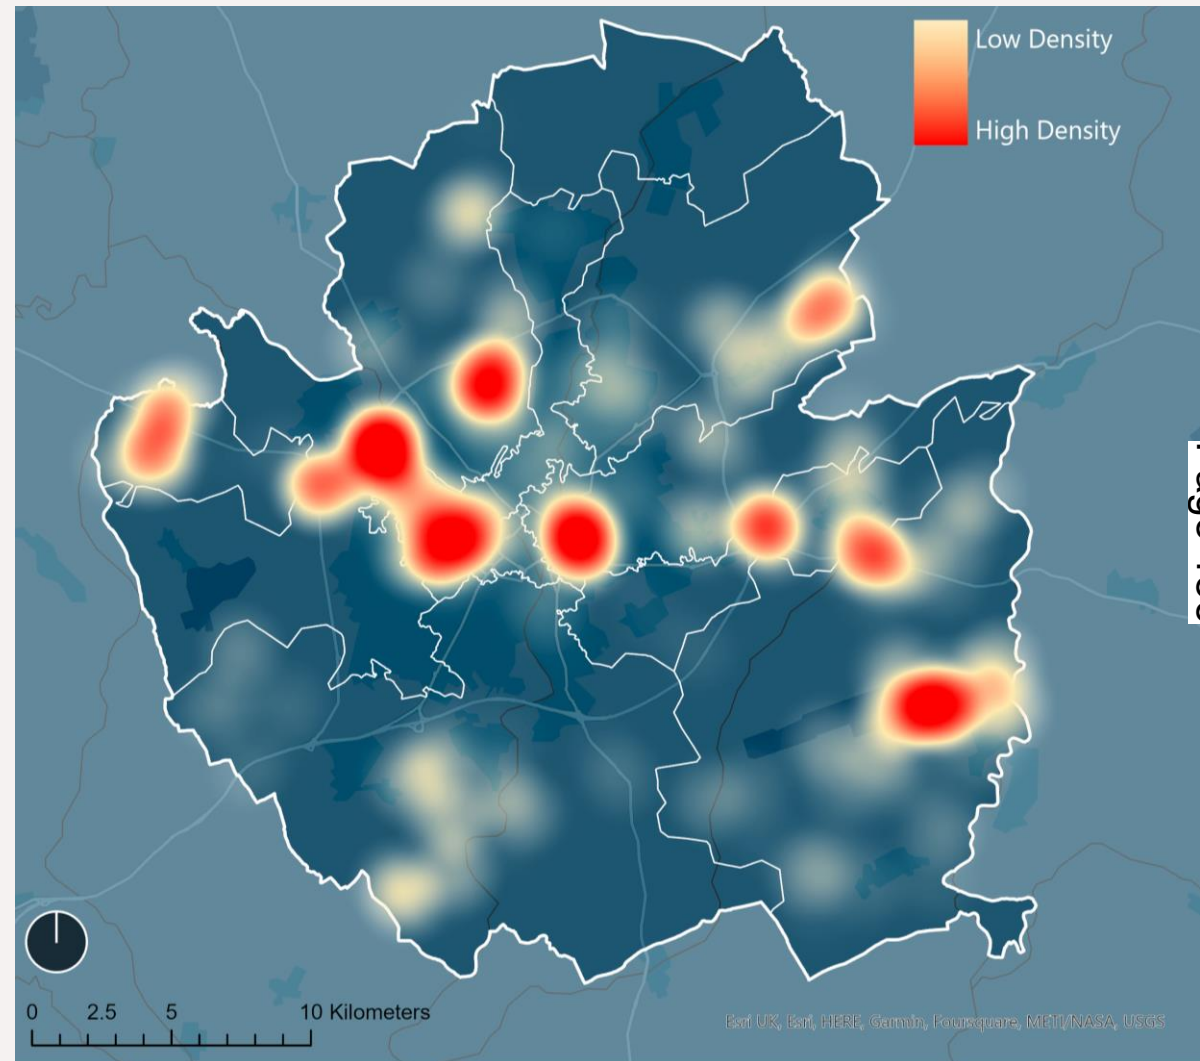 Low Density
High Density
0 2.5 5 10 Kilometers
Esri UK, Esri, HERE, Garmin, Foursquare, METI/NASA, USGS